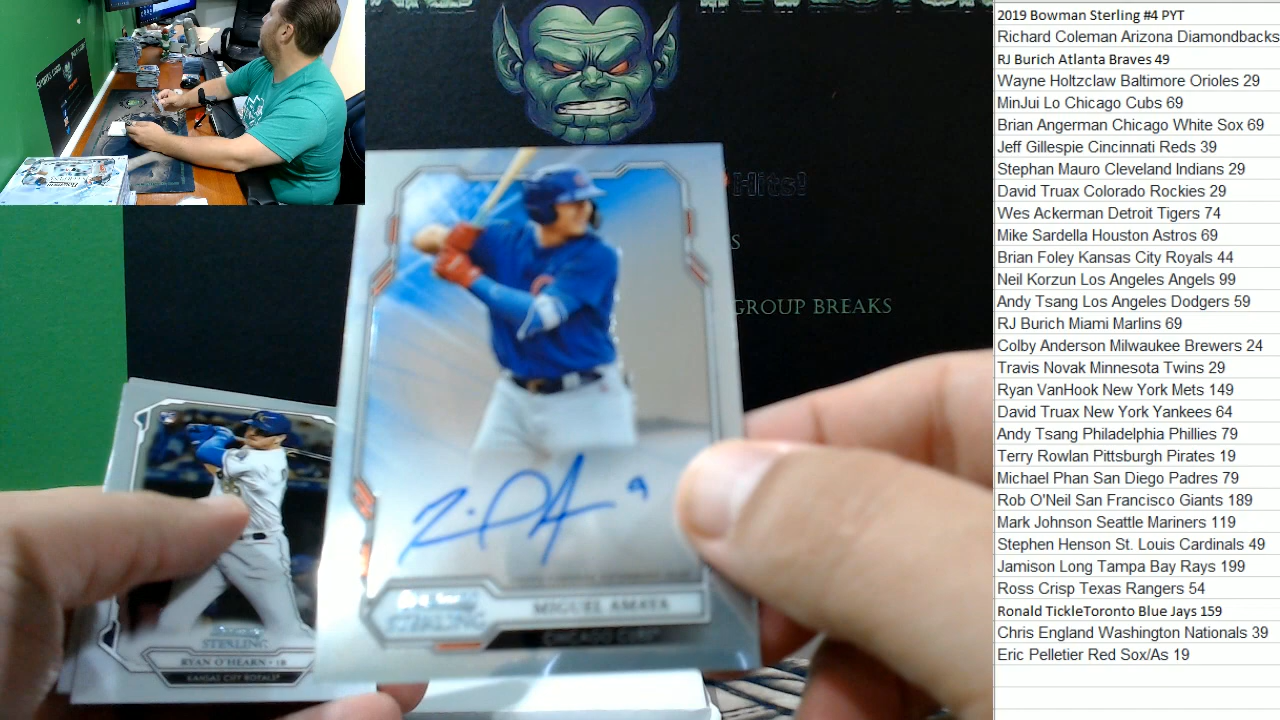 Hits!
S
GROUP BREAKS
MIGUEL AMAYA
CHICAGO CUBS
STERLING
9
STERLING
RYAN O'HEARN • 1B
KANSAS CITY ROYALS
2019 Bowman Sterling #4 PYT
Richard Coleman Arizona Diamondbacks
RJ Burich Atlanta Braves 49
Wayne Holtzclaw Baltimore Orioles 29
MinJui Lo Chicago Cubs 69
Brian Angerman Chicago White Sox 69
Jeff Gillespie Cincinnati Reds 39
Stephan Mauro Cleveland Indians 29
David Truax Colorado Rockies 29
Wes Ackerman Detroit Tigers 74
Mike Sardella Houston Astros 69
Brian Foley Kansas City Royals 44
Neil Korzun Los Angeles Angels 99
Andy Tsang Los Angeles Dodgers 59
RJ Burich Miami Marlins 69
Colby Anderson Milwaukee Brewers 24
Travis Novak Minnesota Twins 29
Ryan VanHook New York Mets 149
David Truax New York Yankees 64
Andy Tsang Philadelphia Phillies 79
Terry Rowlan Pittsburgh Pirates 19
Michael Phan San Diego Padres 79
Rob O'Neil San Francisco Giants 189
Mark Johnson Seattle Mariners 119
Stephen Henson St. Louis Cardinals 49
Jamison Long Tampa Bay Rays 199
Ross Crisp Texas Rangers 54
Ronald TickleToronto Blue Jays 159
Chris England Washington Nationals 39
Eric Pelletier Red Sox/As 19